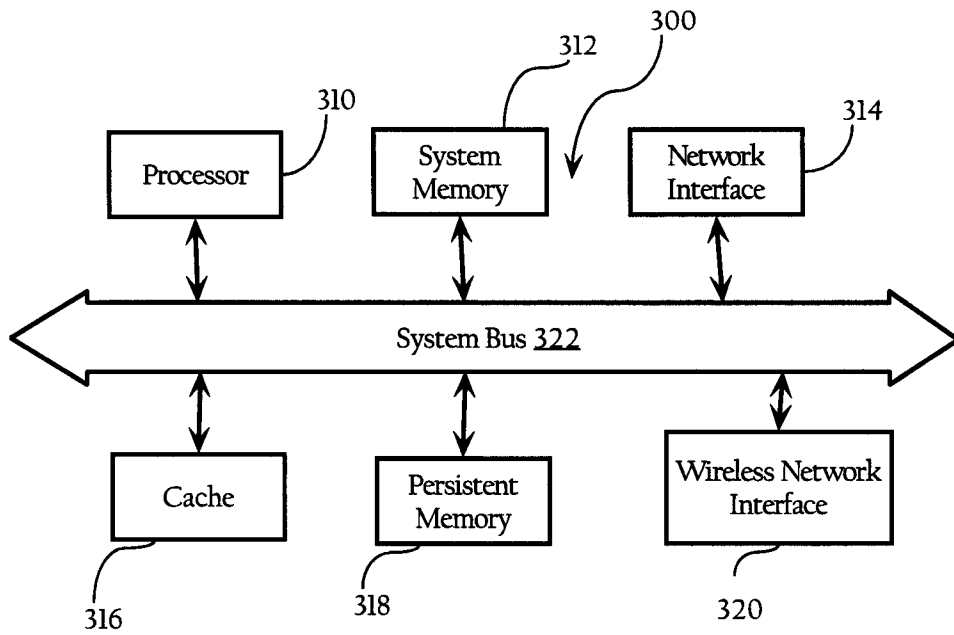 300
312
310
314
Processor
System
Memory
Network
Interface
System Bus 322
Cache
Persistent
Memory
Wireless Network
Interface
316
318
320